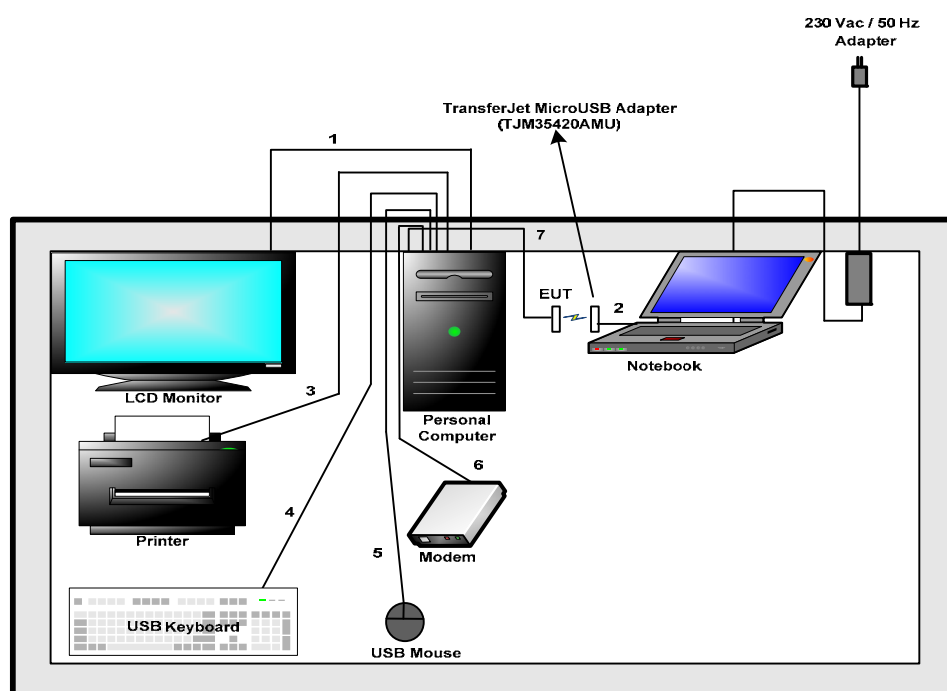 230 Vac / 50 Hz
Adapter
TransferJet MicroUSB Adapter
(TJM35420AMU)
1
7
EUT
2
Notebook
LCD Monitor
3
Personal
Computer
6
4
Printer
5
Modem
USB Keyboard
USB Mouse